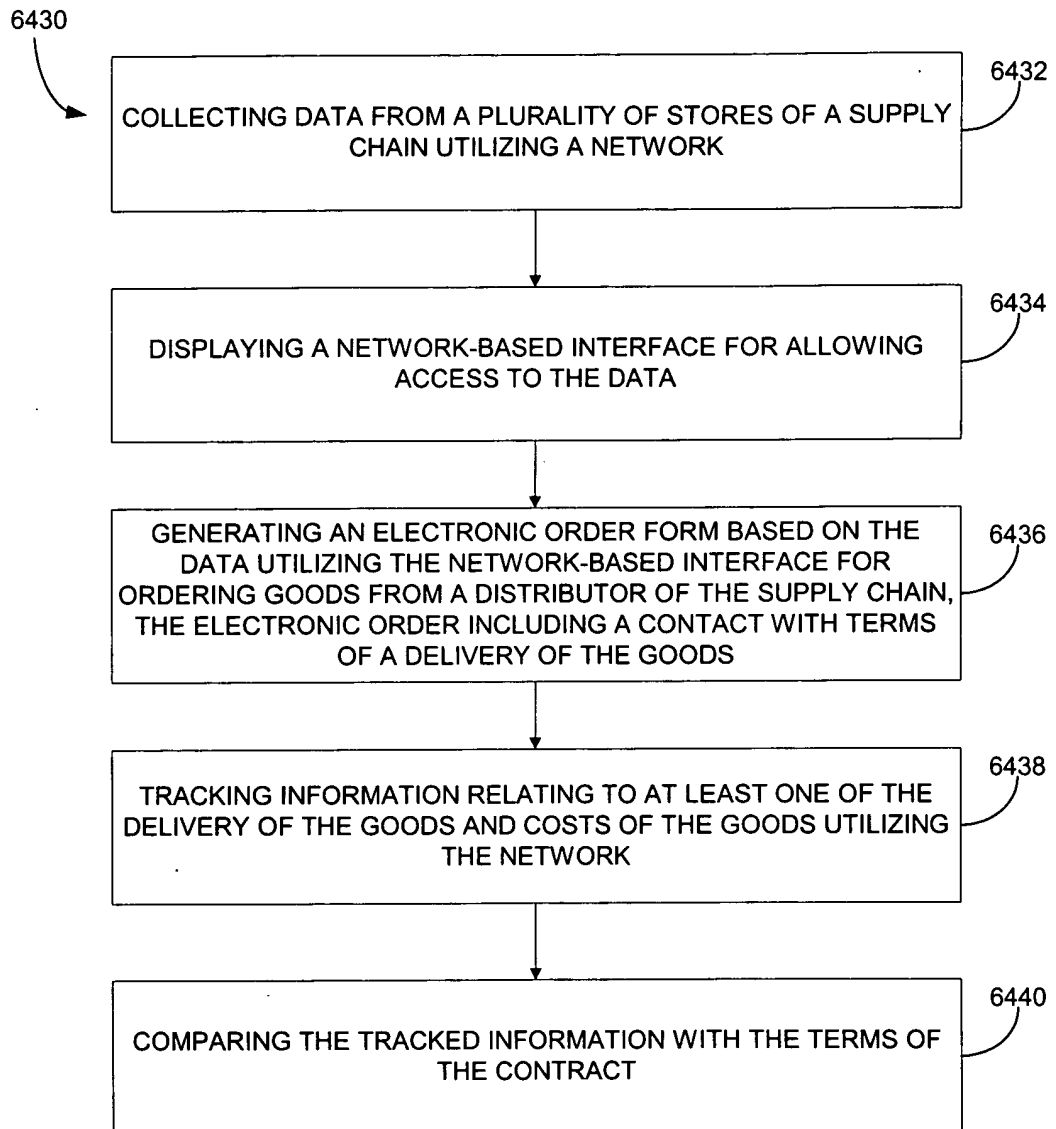 6430
6432
COLLECTING DATA FROM A PLURALITY OF STORES OF A SUPPLY
CHAIN UTILIZING A NETWORK
6434
DISPLAYING A NETWORK-BASED INTERFACE FOR ALLOWING
ACCESS TO THE DATA
6436
GENERATING AN ELECTRONIC ORDER FORM BASED ON THE
DATA UTILIZING THE NETWORK-BASED INTERFACE FOR
ORDERING GOODS FROM A DISTRIBUTOR OF THE SUPPLY CHAIN,
THE ELECTRONIC ORDER INCLUDING A CONTACT WITH TERMS
OF A DELIVERY OF THE GOODS
6438
TRACKING INFORMATION RELATING TO AT LEAST ONE OF THE
DELIVERY OF THE GOODS AND COSTS OF THE GOODS UTILIZING
THE NETWORK
6440
COMPARING THE TRACKED INFORMATION WITH THE TERMS OF
THE CONTRACT